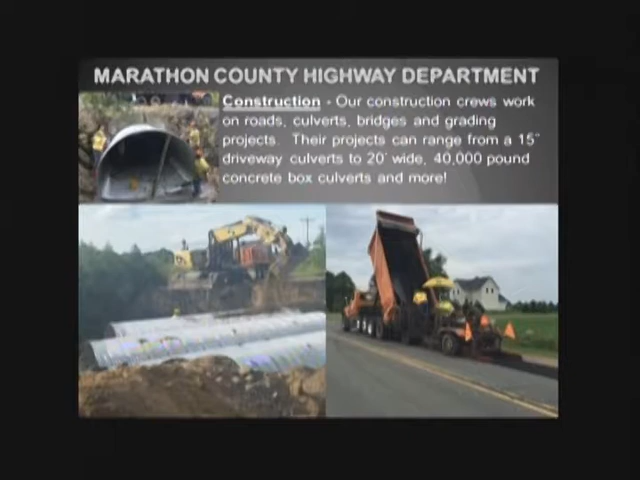 MARATHON COUNTY HIGHWAY DEPARTMENT
Construction - Our construction crews work
on roads, culverts, bridges and grading
projects. Their projects can range from a 15"
driveway culverts to 20' wide, 40,000 pound
concrete box culverts and more!